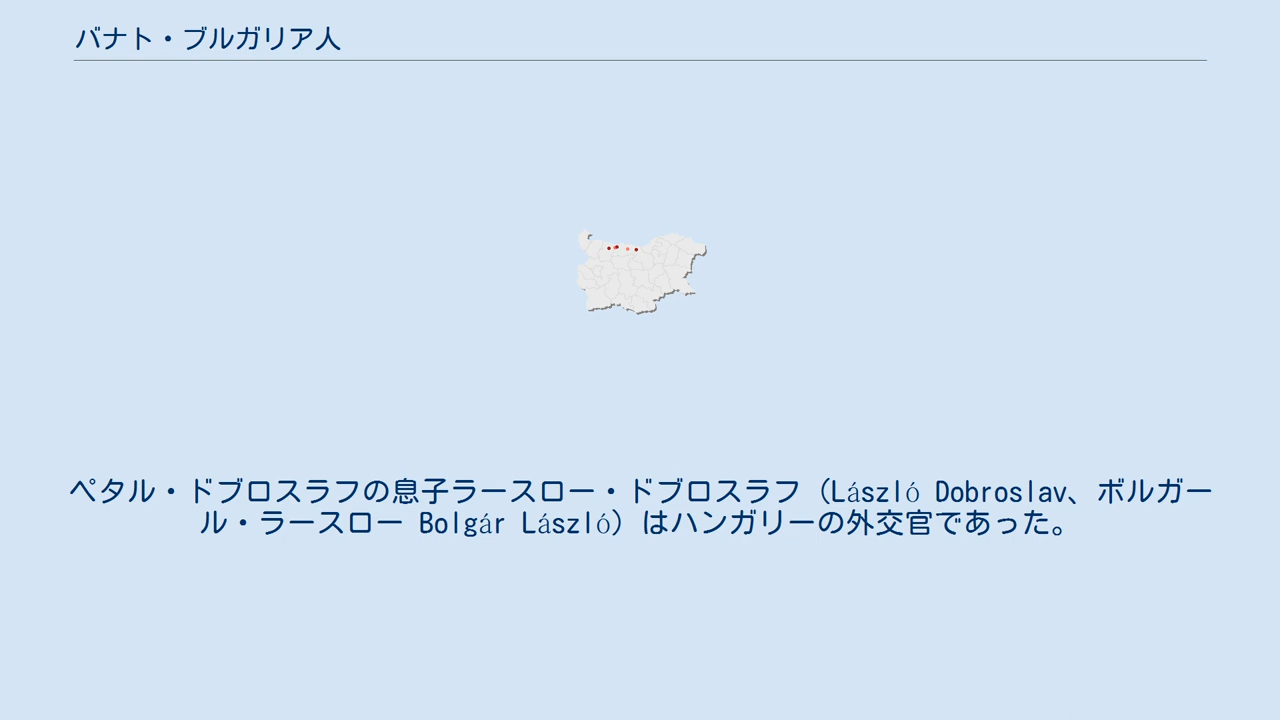 バナト・ブルガリア人
ペタル・ドブロスラフの息子ラースロー・ドブロスラフ（László Dobroslav、ボルガー
ル・ラースロー Bolgár László）はハンガリーの外交官であった。